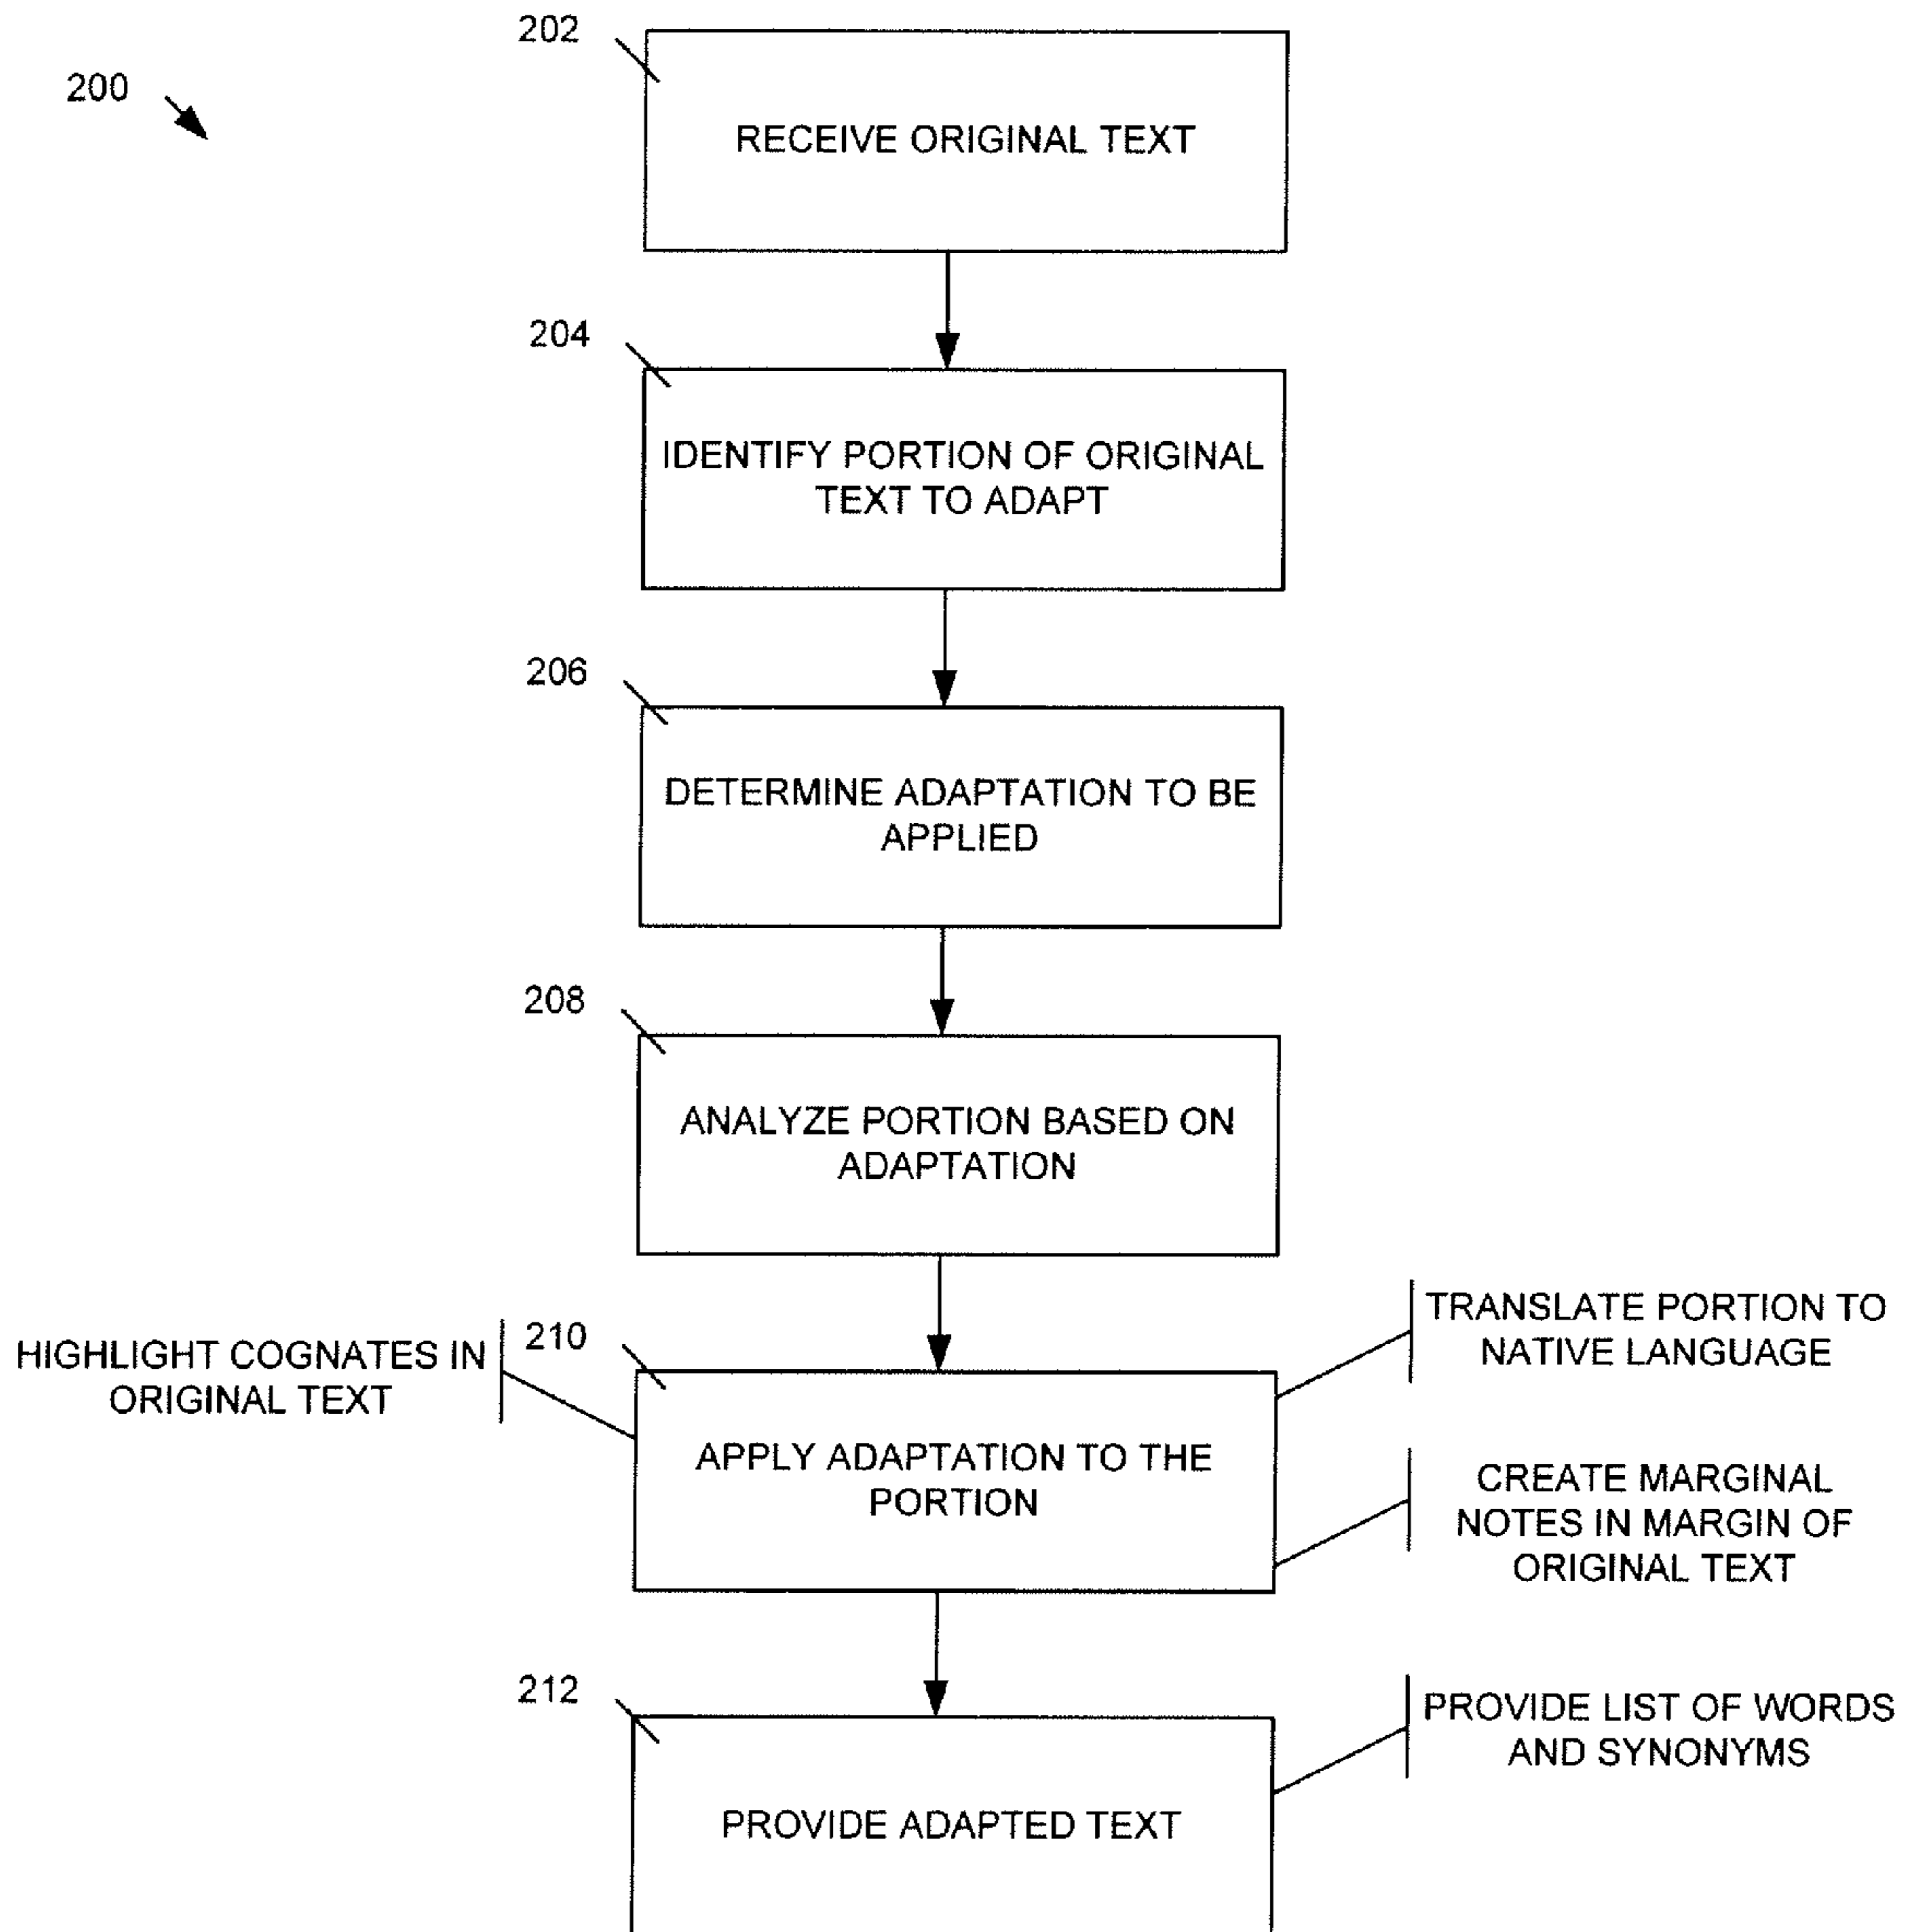 202
200
RECEIVE ORIGINAL TEXT
204
IDENTIFY PORTION OF ORIGINAL
TEXT TO ADAPT
206
DETERMINE ADAPTATION TO BE
APPLIED
208
ANALYZE PORTION BASED ON
ADAPTATION
HIGHLIGHT COGNATES IN
ORIGINAL TEXT
210
TRANSLATE PORTION TO
NATIVE LANGUAGE
APPLY ADAPTATION TO THE
PORTION
CREATE MARGINAL
NOTES IN MARGIN OF
ORIGINAL TEXT
212
PROVIDE LIST OF WORDS
AND SYNONYMS
PROVIDE ADAPTED TEXT